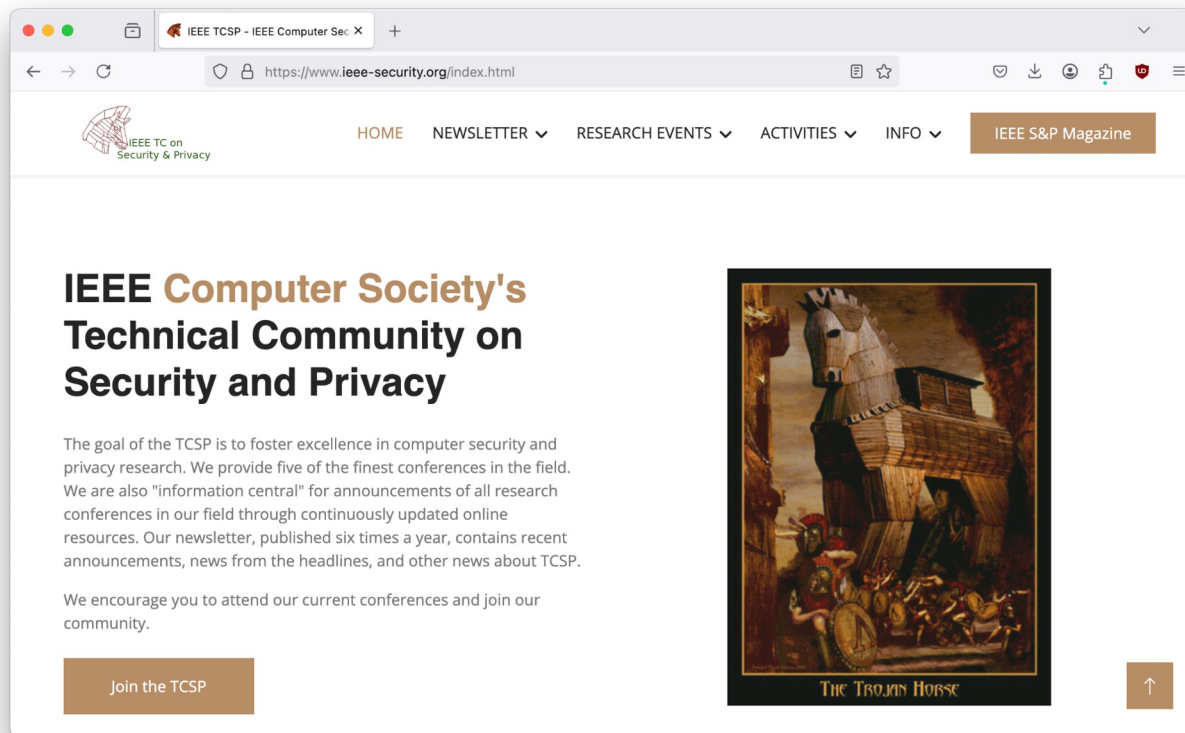 IEEE TCSP - IEEE Computer Sec
https://www.ieee-security.org/index.html
IEEE TC on
Security & Privacy
HOME NEWSLETTER RESEARCH EVENTS ACTIVITIES INFO IEEE S&P Magazine
IEEE Computer Society's
Technical Community on
Security and Privacy
The goal of the TCSP is to foster excellence in computer security and
privacy research. We provide five of the finest conferences in the field.
We are also "information central" for announcements of all research
conferences in our field through continuously updated online
resources. Our newsletter, published six times a year, contains recent
announcements, news from the headlines, and other news about TCSP.
We encourage you to attend our current conferences and join our
community.
Join the TCSP
THE TROJAN HORSE